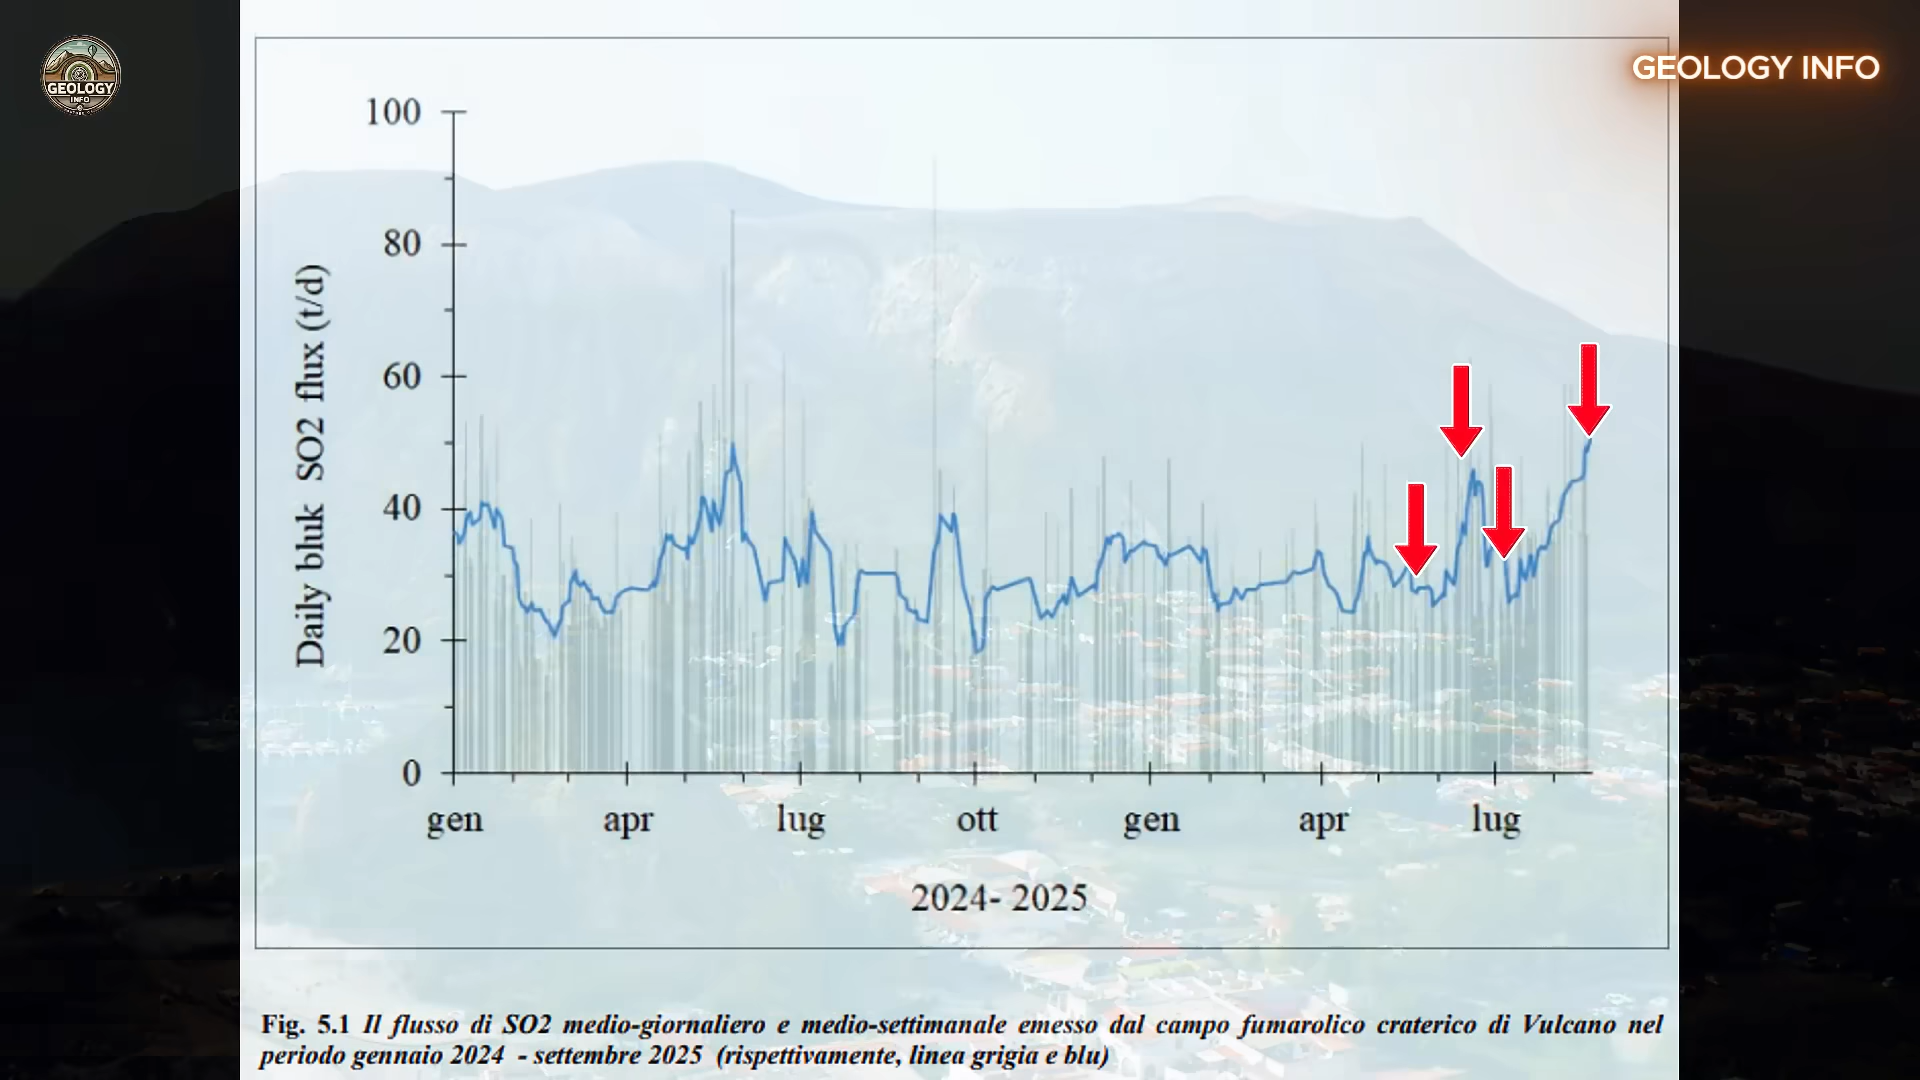 GEOLOGY
INFO
GEOLOGY INFO
100
80
60
40
20
0
Daily bluk SO2 flux (t/d)
gen apr lug ott gen apr lug
2024- 2025
Fig. 5.1 Il flusso di SO2 medio-giornaliero e medio-settimanale emesso dal campo fumarolico craterico di Vulcano nel
periodo gennaio 2024 - settembre 2025 (rispettivamente, linea grigia e blu)